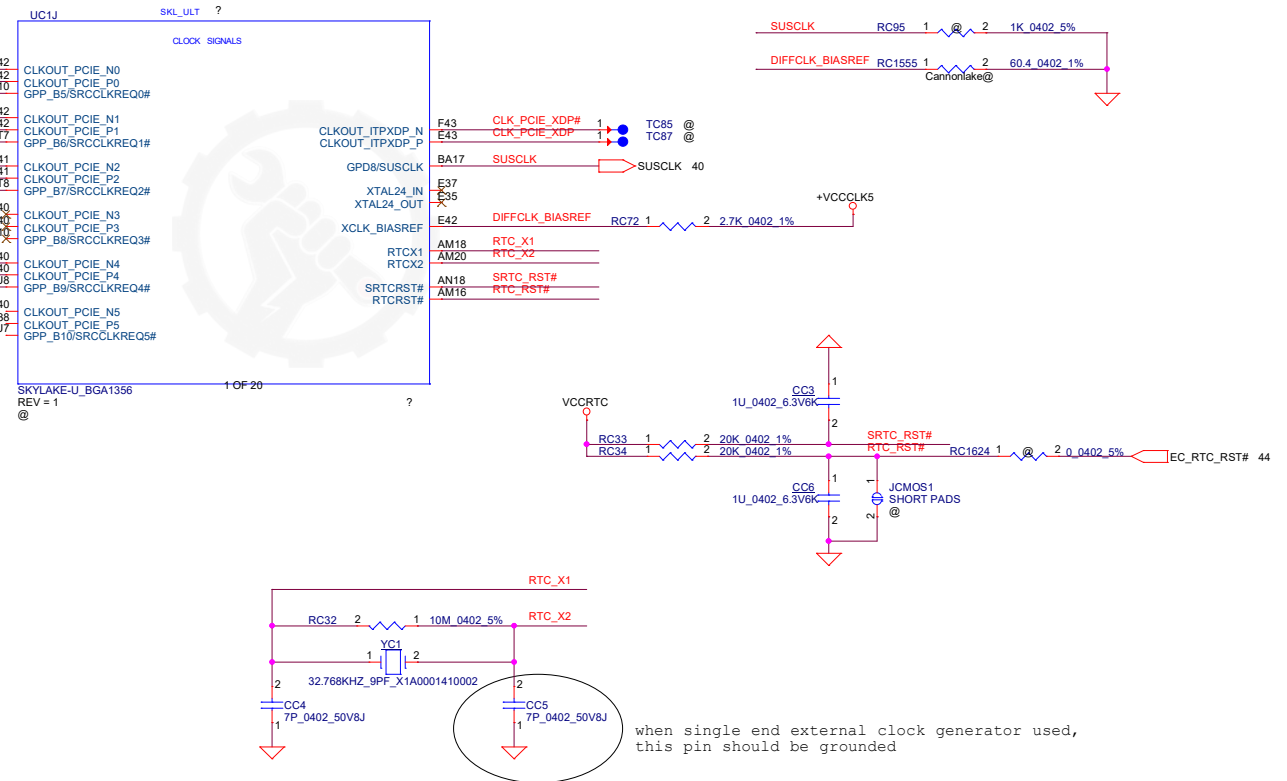 UC1J
SKL_ULT ?
CLOCK SIGNALS
CLKOUT_PCIE_N0
CLKOUT_PCIE_P0
GPP_B5/SRCCLKREQ0#
CLKOUT_PCIE_N1
CLKOUT_PCIE_P1
GPP_B6/SRCCLKREQ1#
CLKOUT_PCIE_N2
CLKOUT_PCIE_P2
GPP_B7/SRCCLKREQ2#
CLKOUT_PCIE_N3
CLKOUT_PCIE_P3
GPP_B8/SRCCLKREQ3#
CLKOUT_PCIE_N4
CLKOUT_PCIE_P4
GPP_B9/SRCCLKREQ4#
CLKOUT_PCIE_N5
CLKOUT_PCIE_P5
GPP_B10/SRCCLKREQ5#
CLKOUT_ITPXDP_N F43 CLK_PCIE_XDP# 1 TC85 @
CLKOUT_ITPXDP_P E43 CLK_PCIE_XDP 1 TC87 @
GPD8/SUSCLK BA17 SUSCLK SUSCLK 40
XTAL24_IN E37
XTAL24_OUT E35
XCLK_BIASREF E42 DIFFCLK_BIASREF RC72 1 2 2.7K_0402_1% +VCCCLK5
RTCX1 AM18 RTC_X1
RTCX2 AM20 RTC_X2
SRTCRST# AN18 SRTC_RST#
RTCRST# AM16 RTC_RST#
SKYLAKE-U_BGA1356
REV = 1
@
1 OF 20
?
SUSCLK RC95 1 @ 2 1K_0402_5%
DIFFCLK_BIASREF RC1555 1 2 60.4_0402_1%
Cannonlake@
CC3
1U_0402_6.3V6K
1
2
VCCRTC
RC33 1 2 20K_0402_1% SRTC_RST#
RC34 1 2 20K_0402_1% RTC_RST# RC1624 1 @ 2 0_0402_5% EC_RTC_RST# 44
CC6
1U_0402_6.3V6K
1
2
1
2
JCMOS1
SHORT PADS
@
RTC_X1
RC32 2 1 10M_0402_5% RTC_X2
YC1
1 2
32.768KHZ_9PF_X1A0001410002
2
CC4
7P_0402_50V8J
1
2
CC5
7P_0402_50V8J
1
when single end external clock generator used,
this pin should be grounded